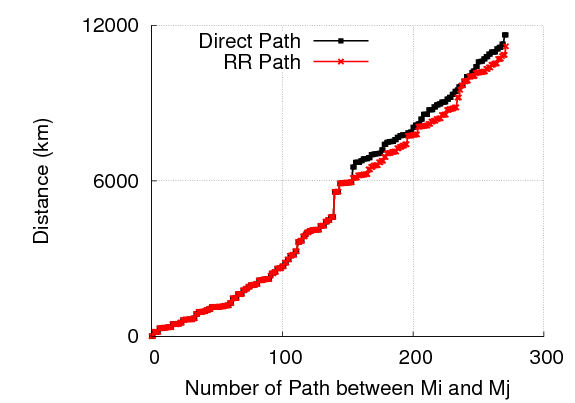 12000
Direct Path
RR Path
Distance (km)
6000
0
0 100 200 300
Number of Path between Mi and Mj